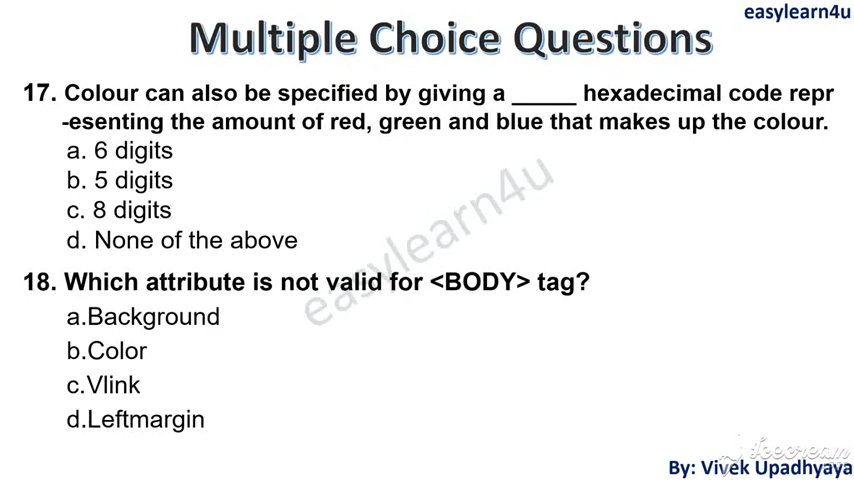 easylearn4u
Multiple Choice Questions
17. Colour can also be specified by giving a _____ hexadecimal code repr
-esenting the amount of red, green and blue that makes up the colour.
a. 6 digits
b. 5 digits
c. 8 digits
d. None of the above
easylearn4u
18. Which attribute is not valid for <BODY> tag?
a.Background
b.Color
c.Vlink
d.Leftmargin
By: Vivek Upadhyaya